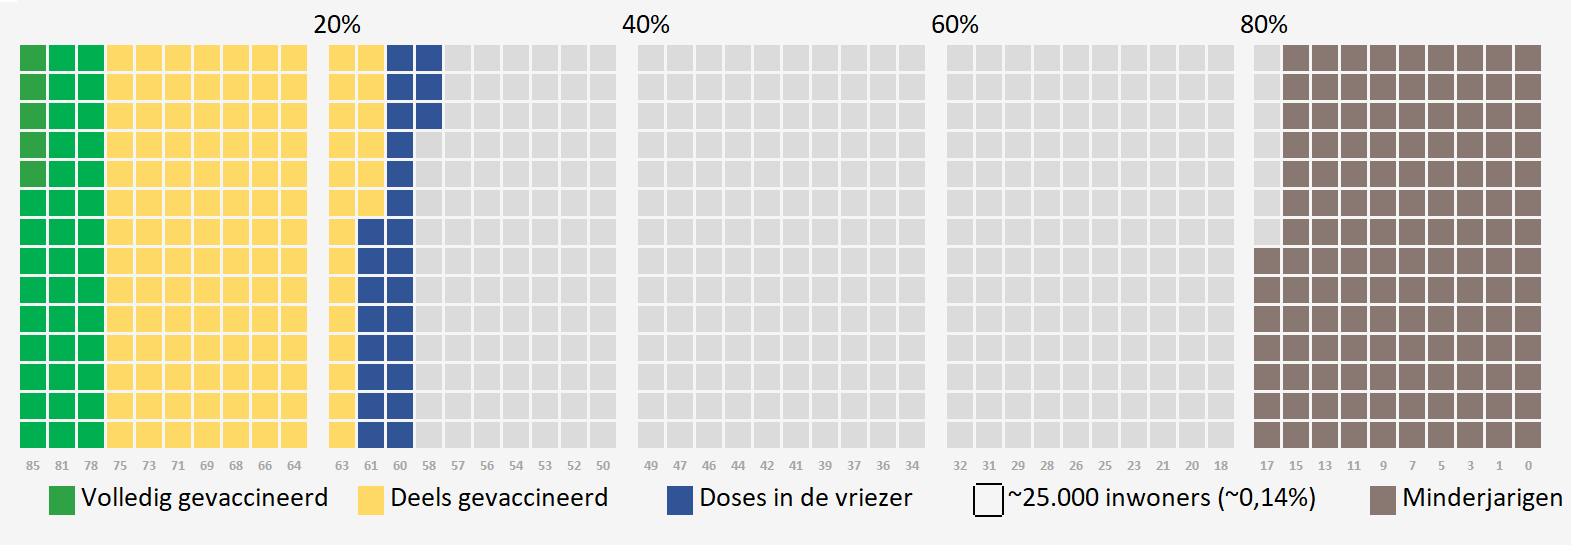 20% 40% 60% 80%
85 81 78 75 73 71 69 68 66 64 63 61 60 58 57 56 54 53 52 50 49 47 46 44 42 41 39 37 36 34 32 31 29 28 26 25 23 21 20 18 17 15 13 11 9 7 5 3 1 0
Volledig gevaccineerd Deels gevaccineerd Doses in de vriezer ~25.000 inwoners (~0,14%) Minderjarigen